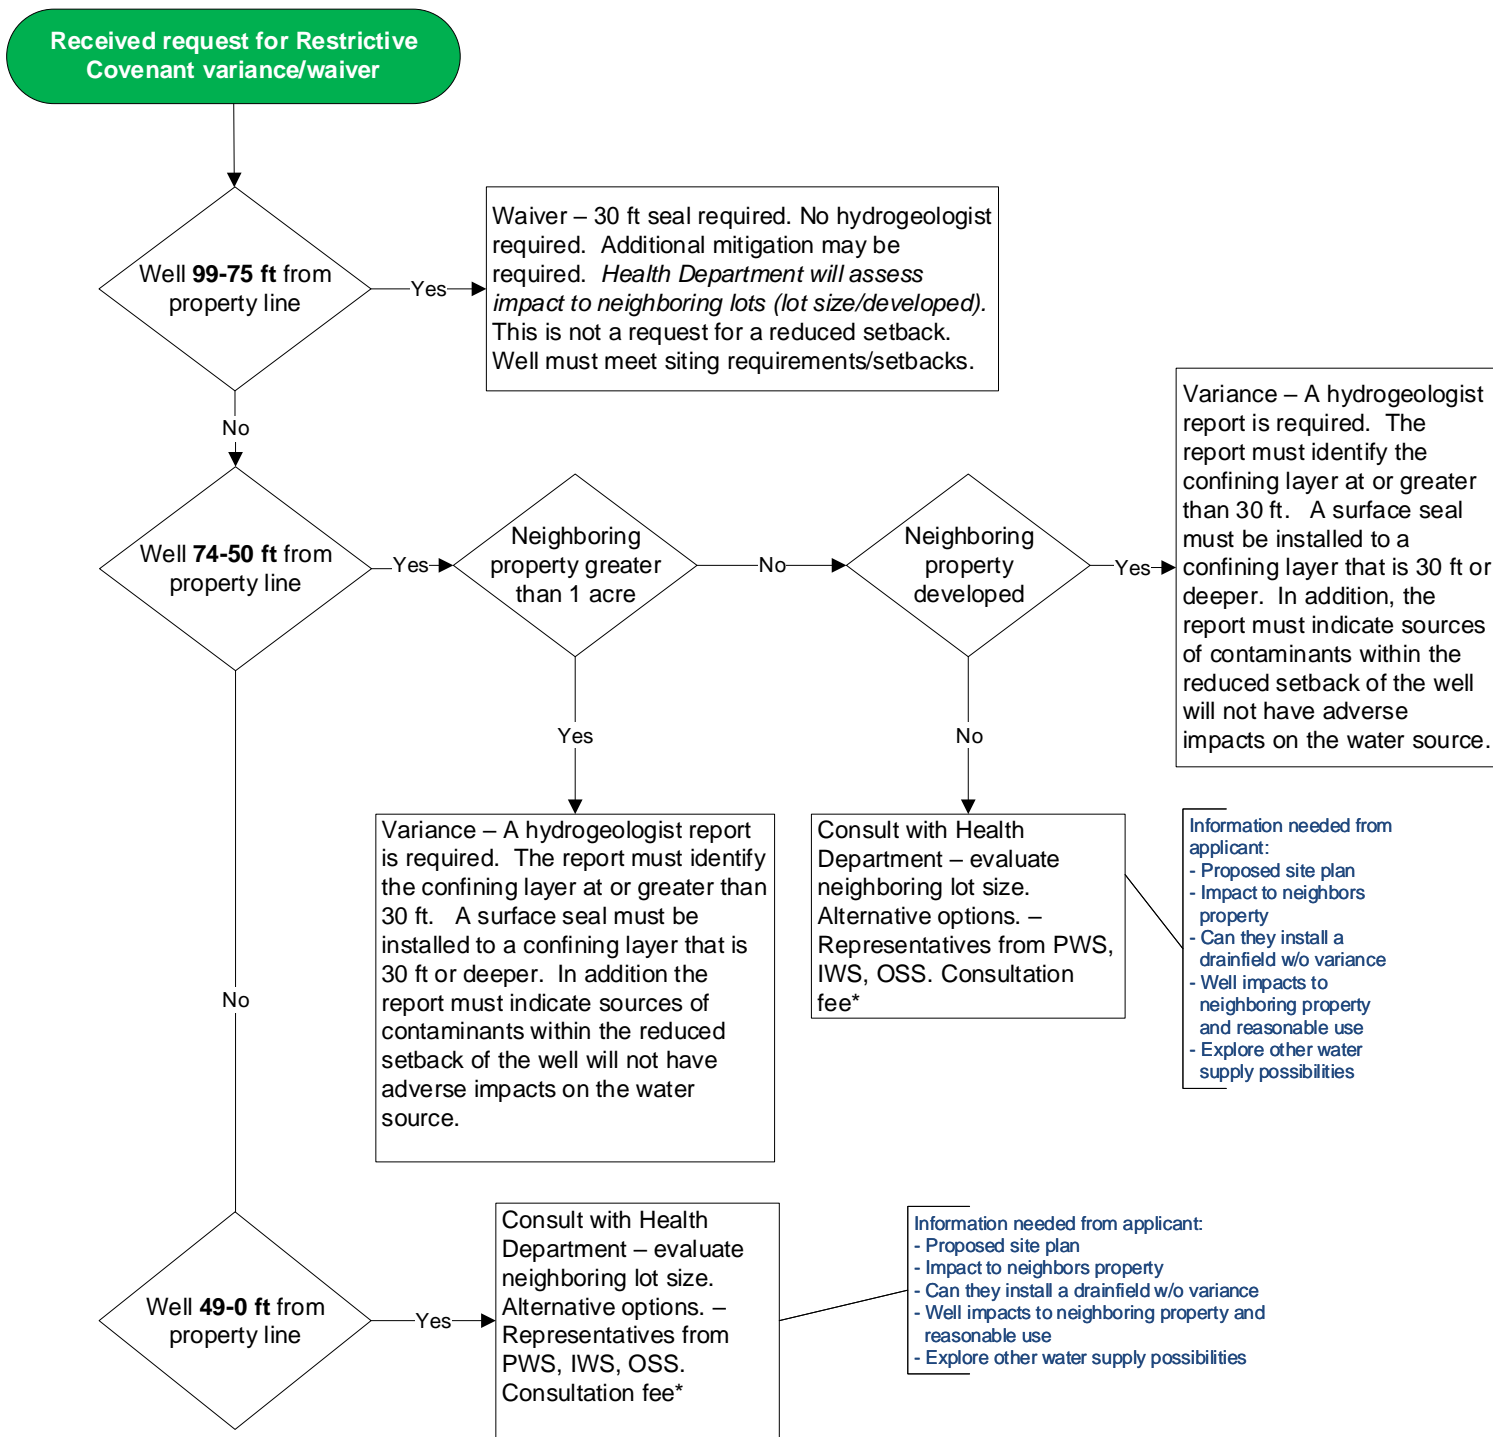 Received request for Restrictive
Covenant variance/waiver
Well 99-75 ft from
property line
Yes
Waiver – 30 ft seal required. No hydrogeologist
required.  Additional mitigation may be
required.  Health Department will assess
impact to neighboring lots (lot size/developed).
This is not a request for a reduced setback.
Well must meet siting requirements/setbacks.
No
Well 74-50 ft from
property line
Yes
Neighboring
property greater
than 1 acre
No
Neighboring
property
developed
Yes
Variance – A hydrogeologist
report is required.  The
report must identify the
confining layer at or greater
than 30 ft.   A surface seal
must be installed to a
confining layer that is 30 ft or
deeper.  In addition, the
report must indicate sources
of contaminants within the
reduced setback of the well
will not have adverse
impacts on the water source.
Yes
No
Variance – A hydrogeologist report
is required.  The report must identify
the confining layer at or greater than
30 ft.   A surface seal must be
installed to a confining layer that is
30 ft or deeper.  In addition the
report must indicate sources of
contaminants within the reduced
setback of the well will not have
adverse impacts on the water
source.
Consult with Health
Department – evaluate
neighboring lot size.
Alternative options. –
Representatives from PWS,
IWS, OSS. Consultation
fee*
Information needed from
applicant:
- Proposed site plan
- Impact to neighbors
property
- Can they install a
drainfield w/o variance
- Well impacts to
neighboring property
and reasonable use
- Explore other water
supply possibilities
No
Well 49-0 ft from
property line
Yes
Consult with Health
Department – evaluate
neighboring lot size.
Alternative options. –
Representatives from
PWS, IWS, OSS.
Consultation fee*
Information needed from applicant:
- Proposed site plan
- Impact to neighbors property
- Can they install a drainfield w/o variance
- Well impacts to neighboring property and
reasonable use
- Explore other water supply possibilities